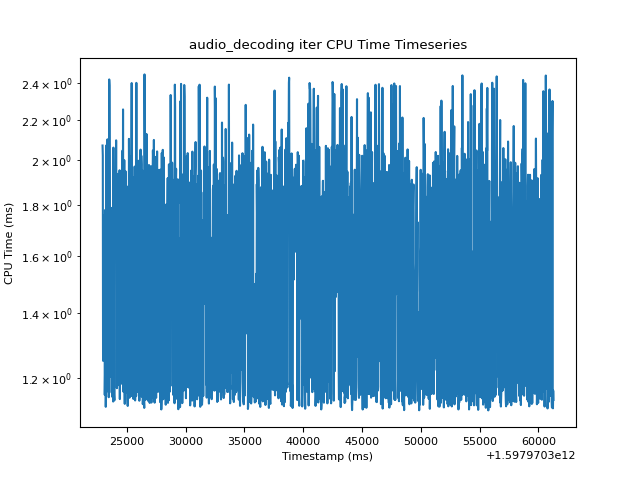 audio_decoding iter CPU Time Timeseries
CPU Time (ms)
2.4 × 10⁰
2.2 × 10⁰
2 × 10⁰
1.8 × 10⁰
1.6 × 10⁰
1.4 × 10⁰
1.2 × 10⁰
25000 30000 35000 40000 45000 50000 55000 60000
Timestamp (ms)
+1.5979703e12